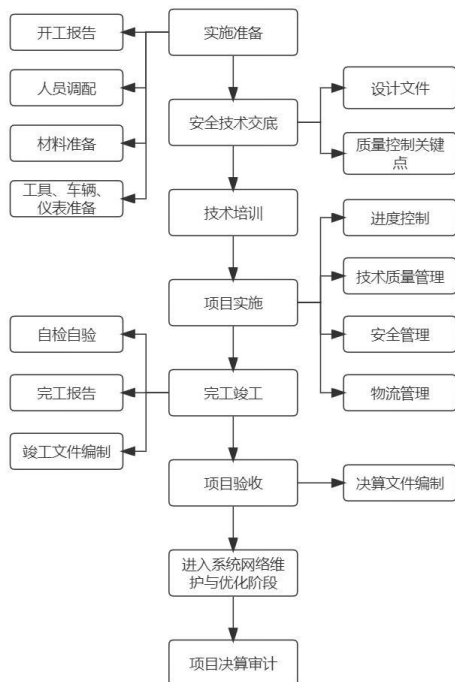 开工报告
实施准备
人员调配
设计文件
安全技术交底
材料准备
质量控制关键
点
工具、车辆、
仪表准备
技术培训
进度控制
技术质量管理
项目实施
自检自验
安全管理
完工报告
完工竣工
物流管理
竣工文件编制
项目验收
决算文件编制
进入系统网络维
护与优化阶段
项目决算审计